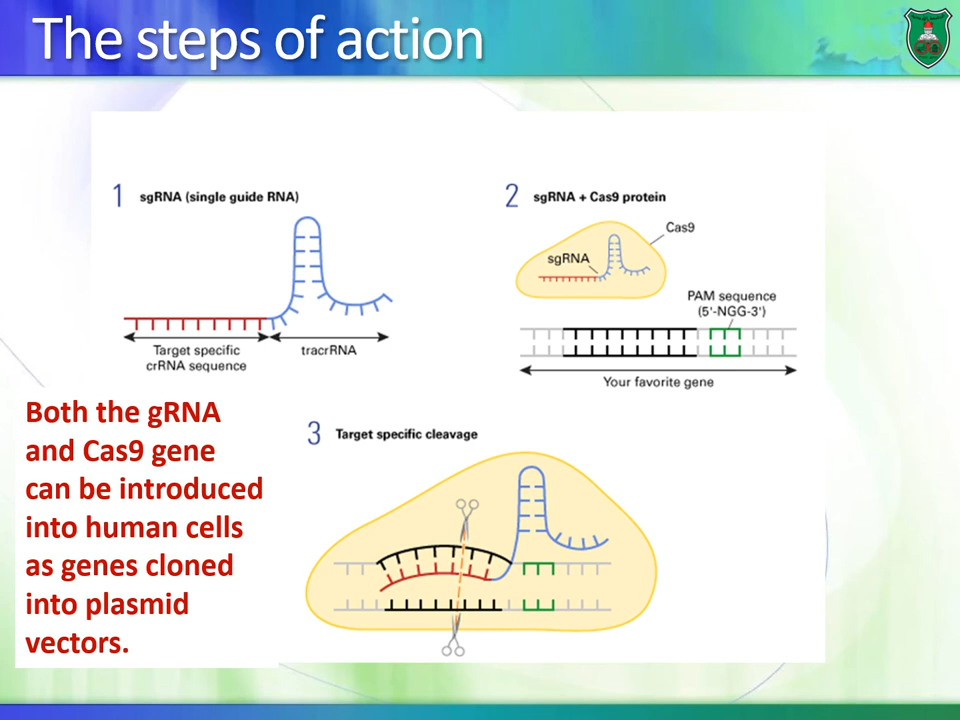 The steps of action
1 sgRNA (single guide RNA)
Target specific
crRNA sequence
tracrRNA
2 sgRNA + Cas9 protein
Cas9
sgRNA
PAM sequence
(5'-NGG-3')
Your favorite gene
Both the gRNA
and Cas9 gene
can be introduced
into human cells
as genes cloned
into plasmid
vectors.
3 Target specific cleavage